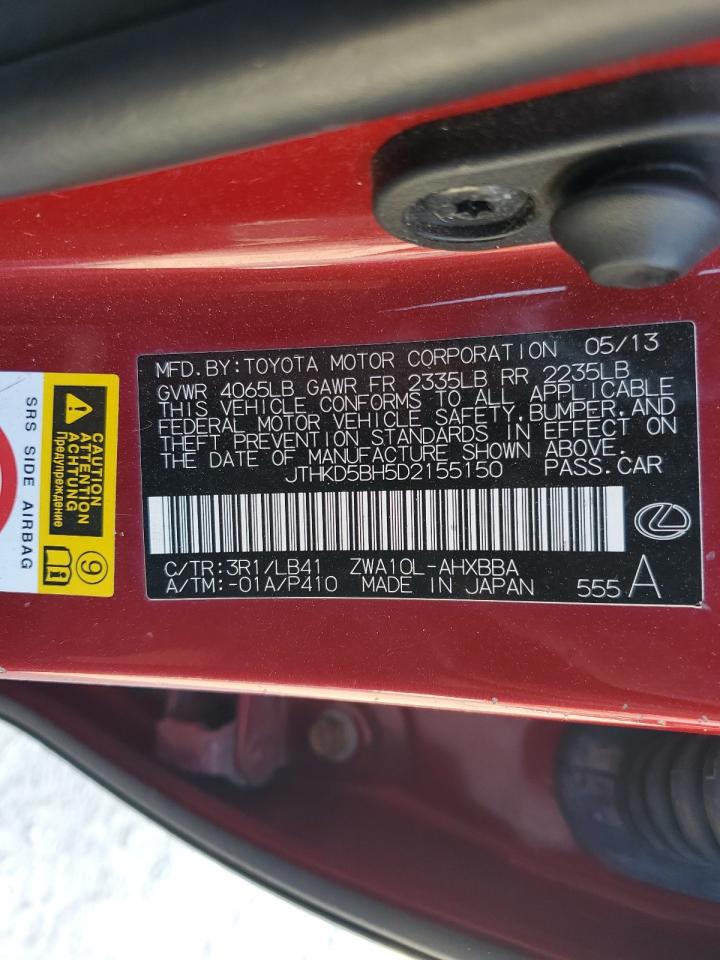 MFD. BY: TOYOTA MOTOR CORPORATION 05/13
GVWR 4065LB GAWR FR 2335LB RR 2235LB
THIS VEHICLE CONFORMS TO ALL APPLICABLE
FEDERAL MOTOR VEHICLE SAFETY, BUMPER, AND
THEFT PREVENTION STANDARDS IN EFFECT ON
THE DATE OF MANUFACTURE SHOWN ABOVE.
JTHKD5BH5D2155150 PASS. CAR
C/TR: 3R1/LB41 ZWA10L-AHXBBA
A/TM: -01A/P410 MADE IN JAPAN 555 A
SRS SIDE AIRBAG
CAUTION
ATTENTION
ACHTUNG
Предупреждение
9